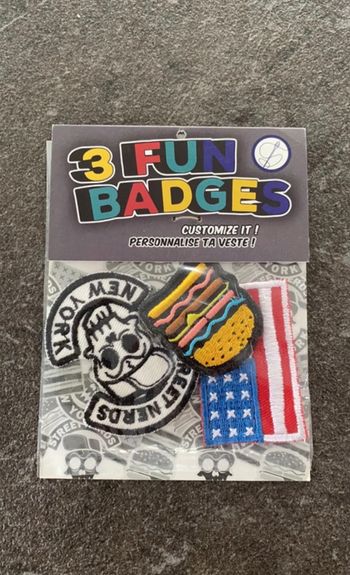 3 FUN
BADGES
CUSTOMIZE IT !
PERSONNALISE TA VESTE !
NEW YORK
STREET NERDS